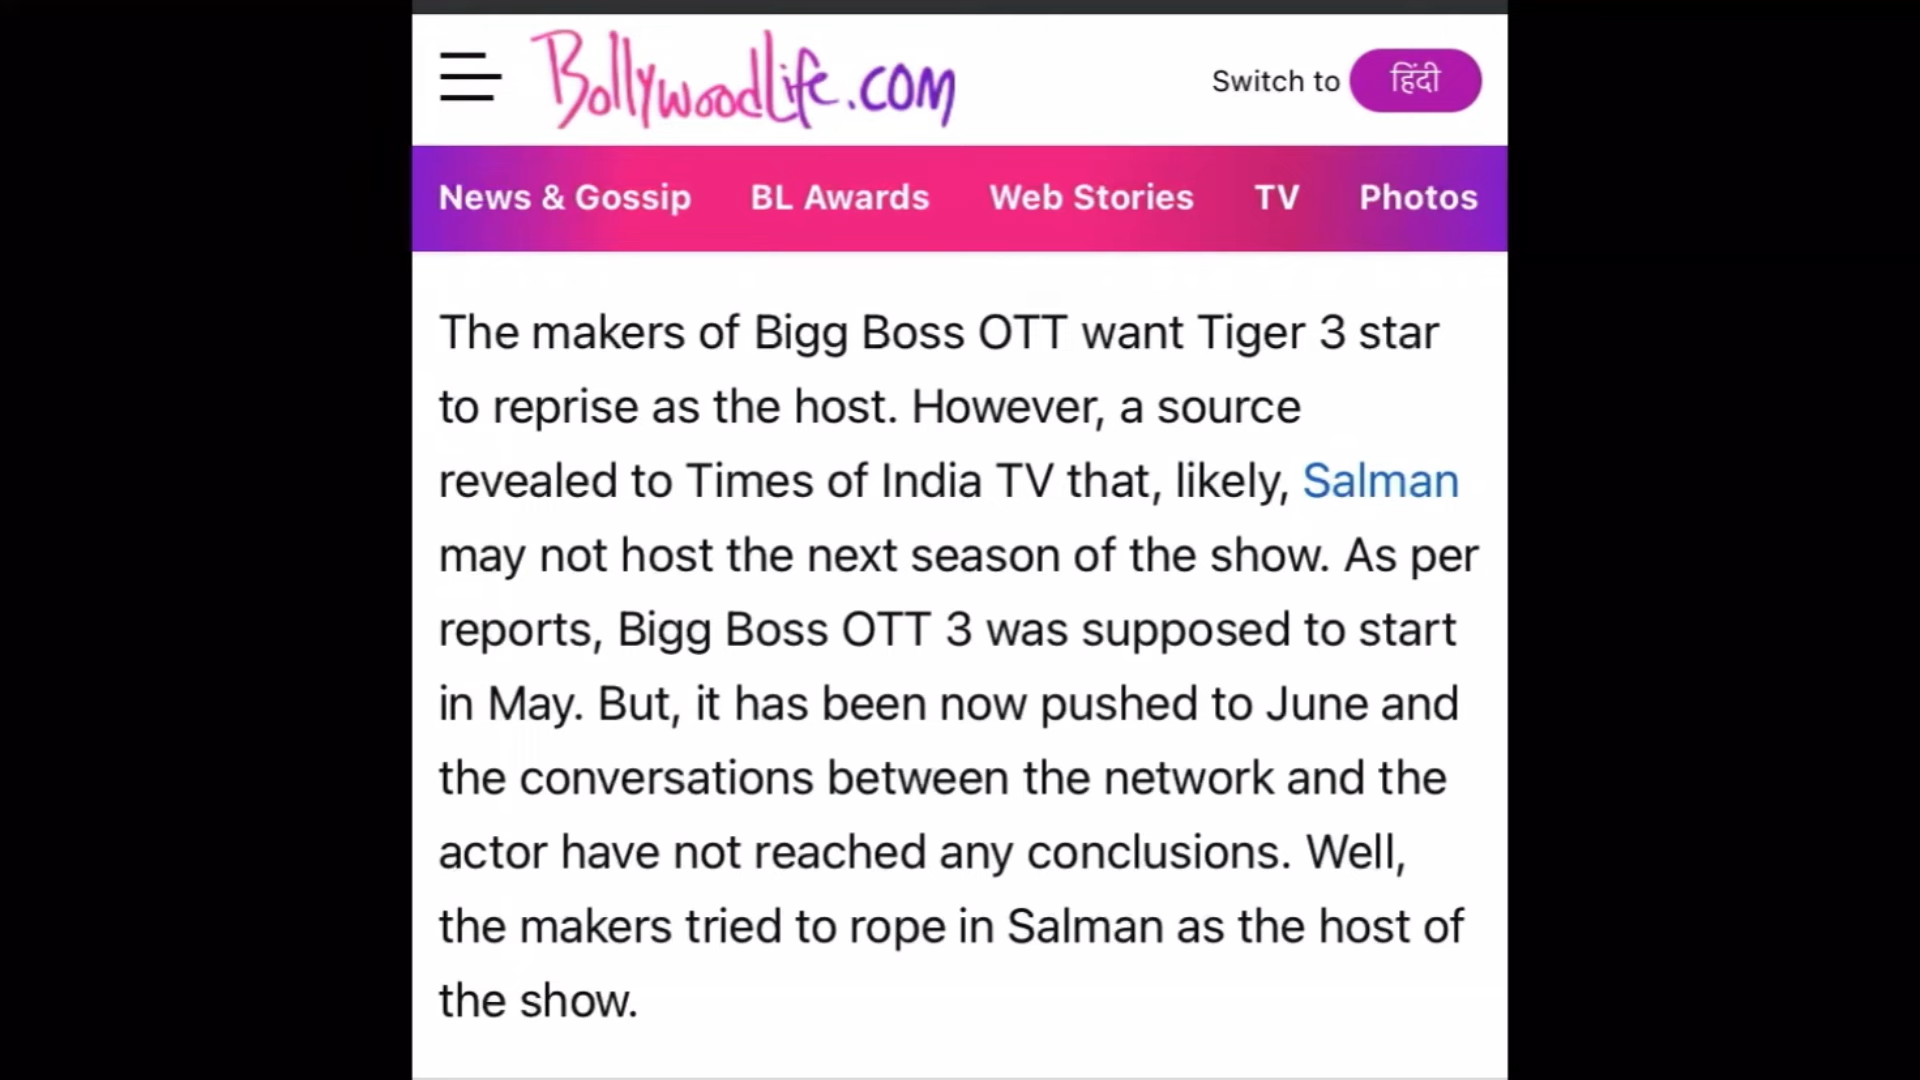 Bollywoodlife.com
Switch to हिंदी
News & Gossip BL Awards Web Stories TV Photos
The makers of Bigg Boss OTT want Tiger 3 star
to reprise as the host. However, a source
revealed to Times of India TV that, likely, Salman
may not host the next season of the show. As per
reports, Bigg Boss OTT 3 was supposed to start
in May. But, it has been now pushed to June and
the conversations between the network and the
actor have not reached any conclusions. Well,
the makers tried to rope in Salman as the host of
the show.